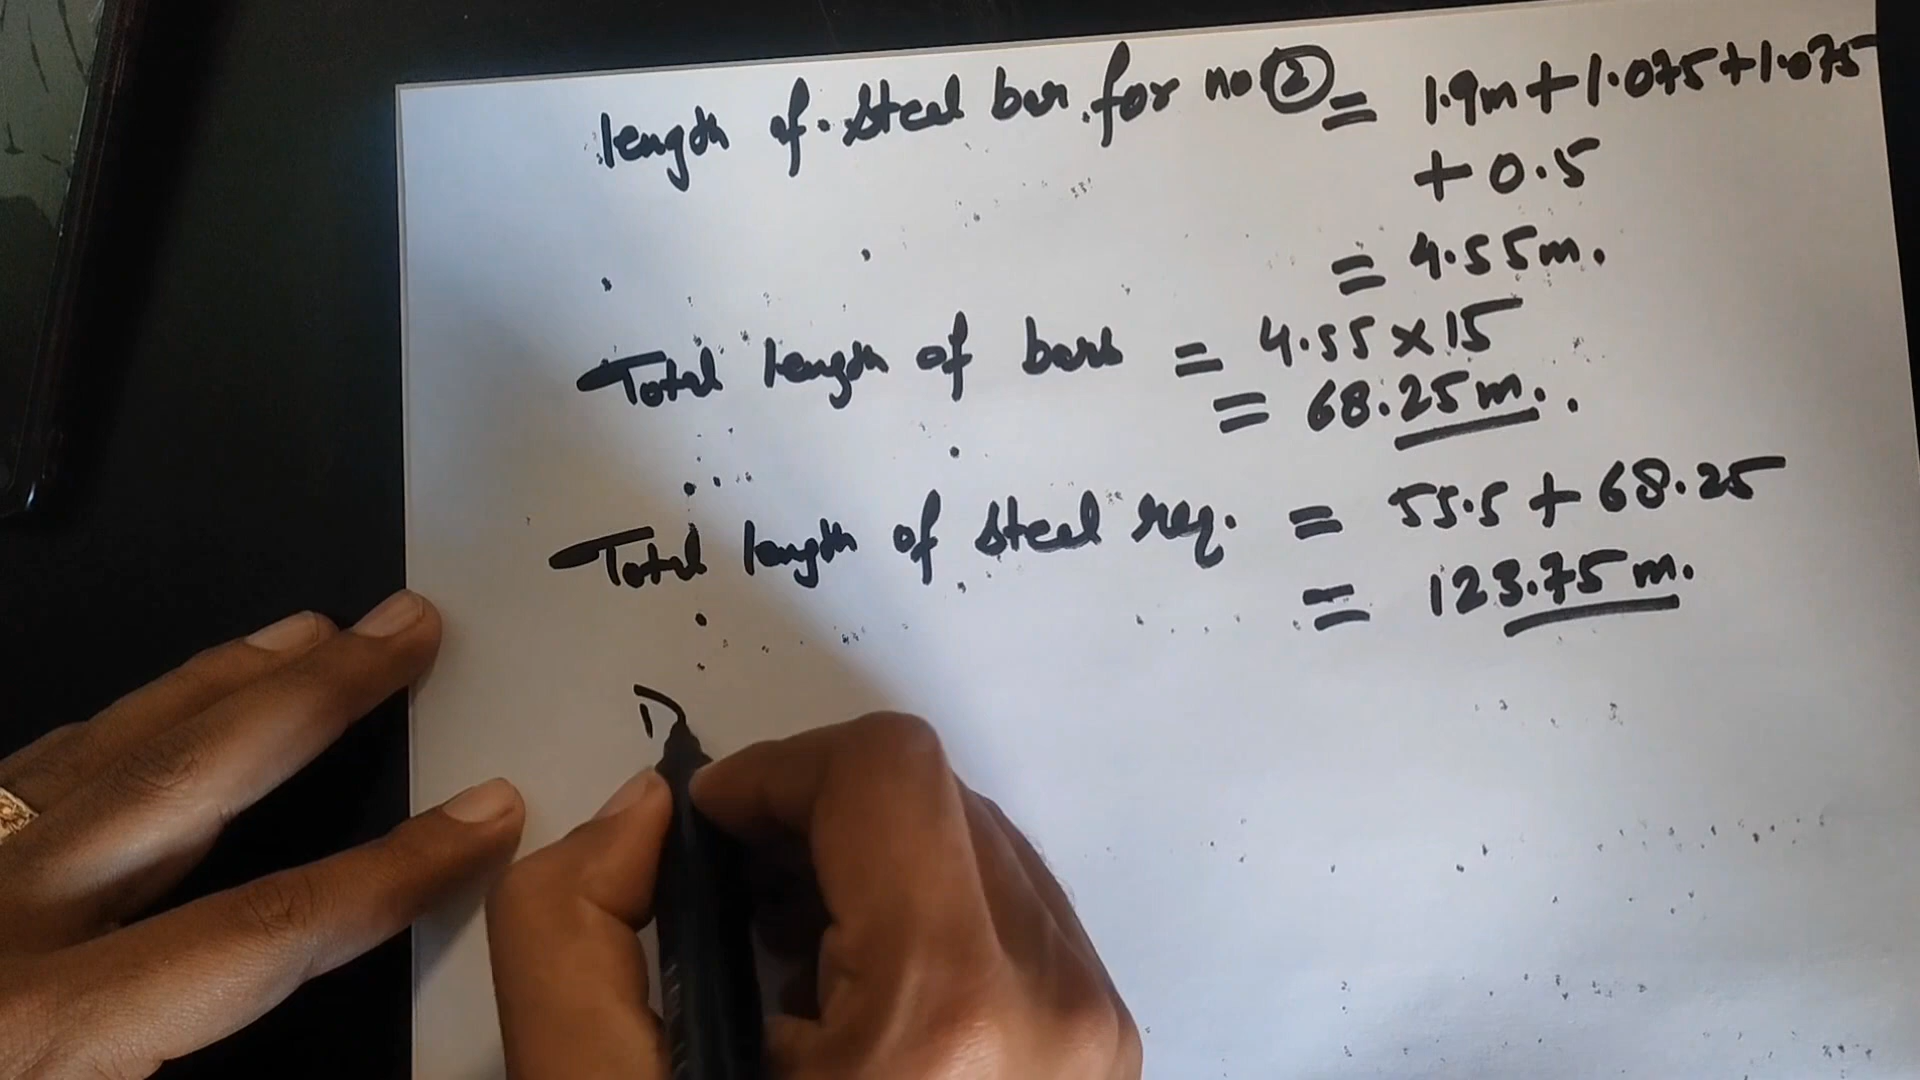 length of steel bar for no ② = 1.9m + 1.075 + 1.075
+ 0.5
= 4.55m.
Total length of bars = 4.55 × 15
= 68.25m.
Total length of steel req. = 55.5 + 68.25
= 123.75 m.
D